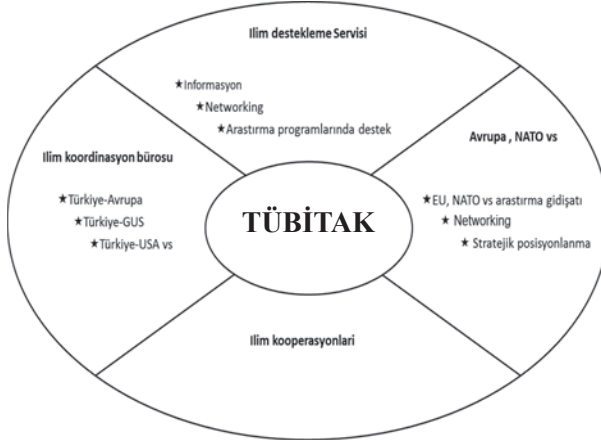 Ilim destekleme Servisi
★Informasyon
★Networking
★Arastırma programlarında destek
Ilim koordinasyon bürosu
★Türkiye-Avrupa
★Türkiye-GUS
★Türkiye-USA vs
TÜBİTAK
Avrupa , NATO vs
★EU, NATO vs arastırma gidişatı
★ Networking
★ Stratejik posisyonlanma
Ilim kooperasyonlari